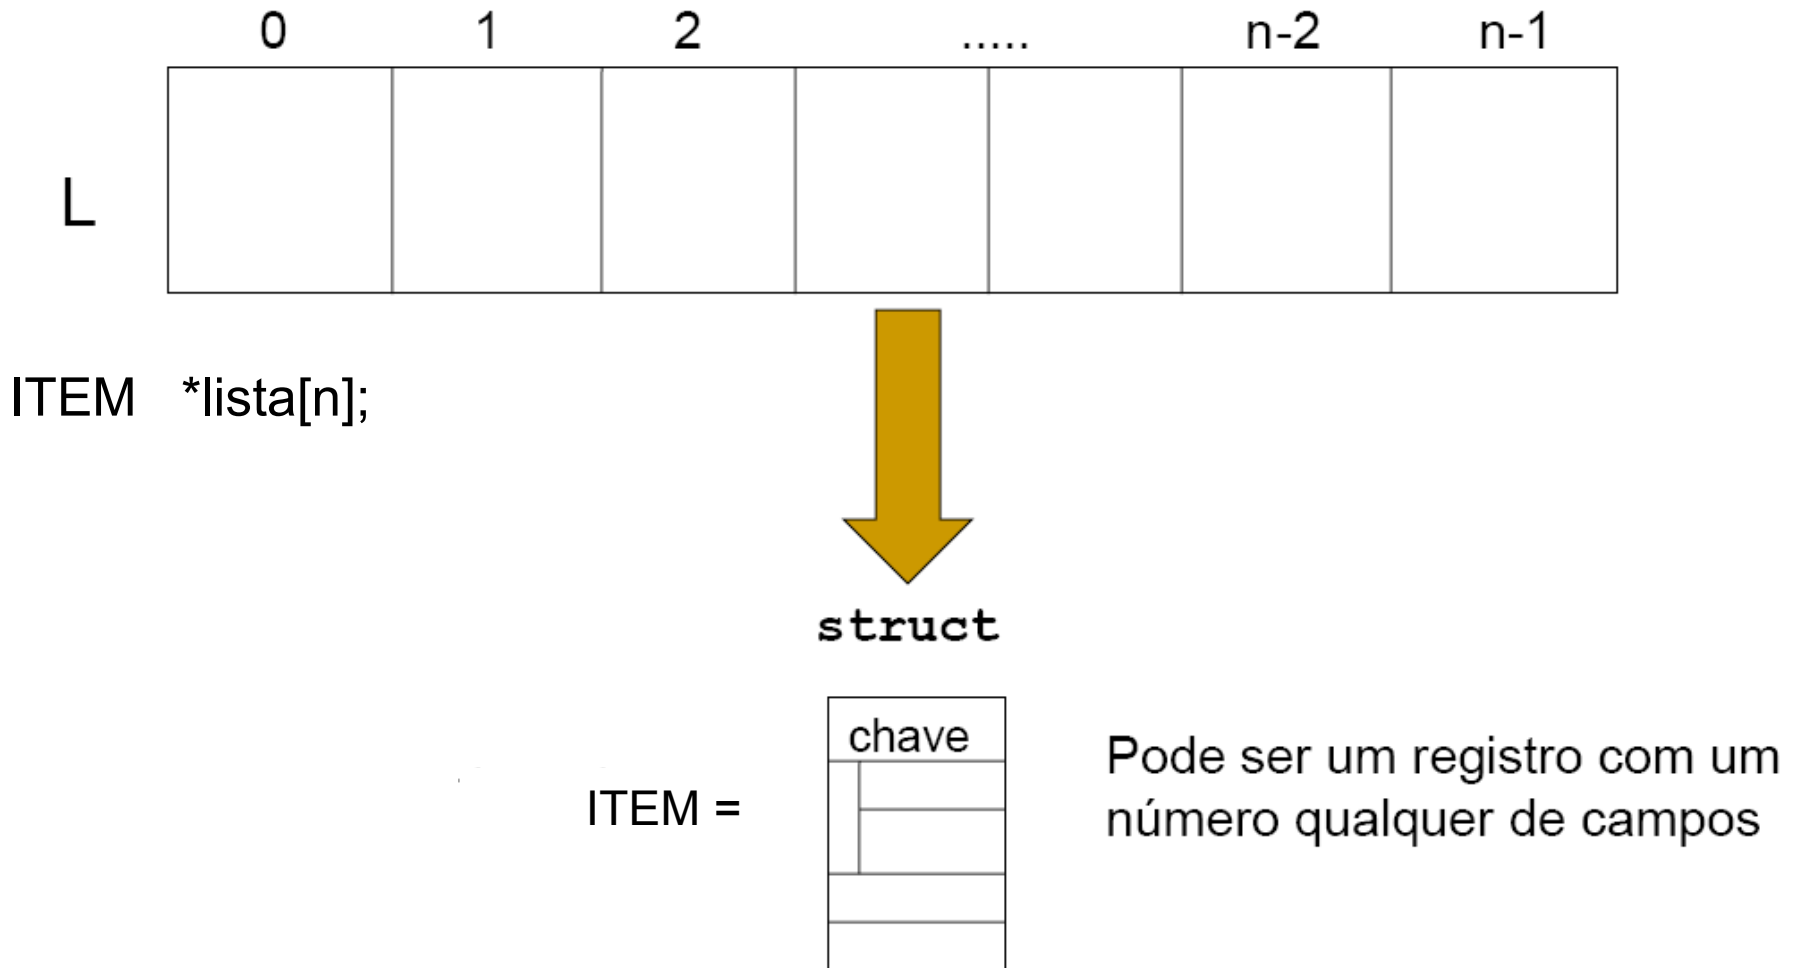 0 1 2 ..... n-2 n-1
L
ITEM *lista[n];
struct
chave
ITEM =
Pode ser um registro com um
número qualquer de campos